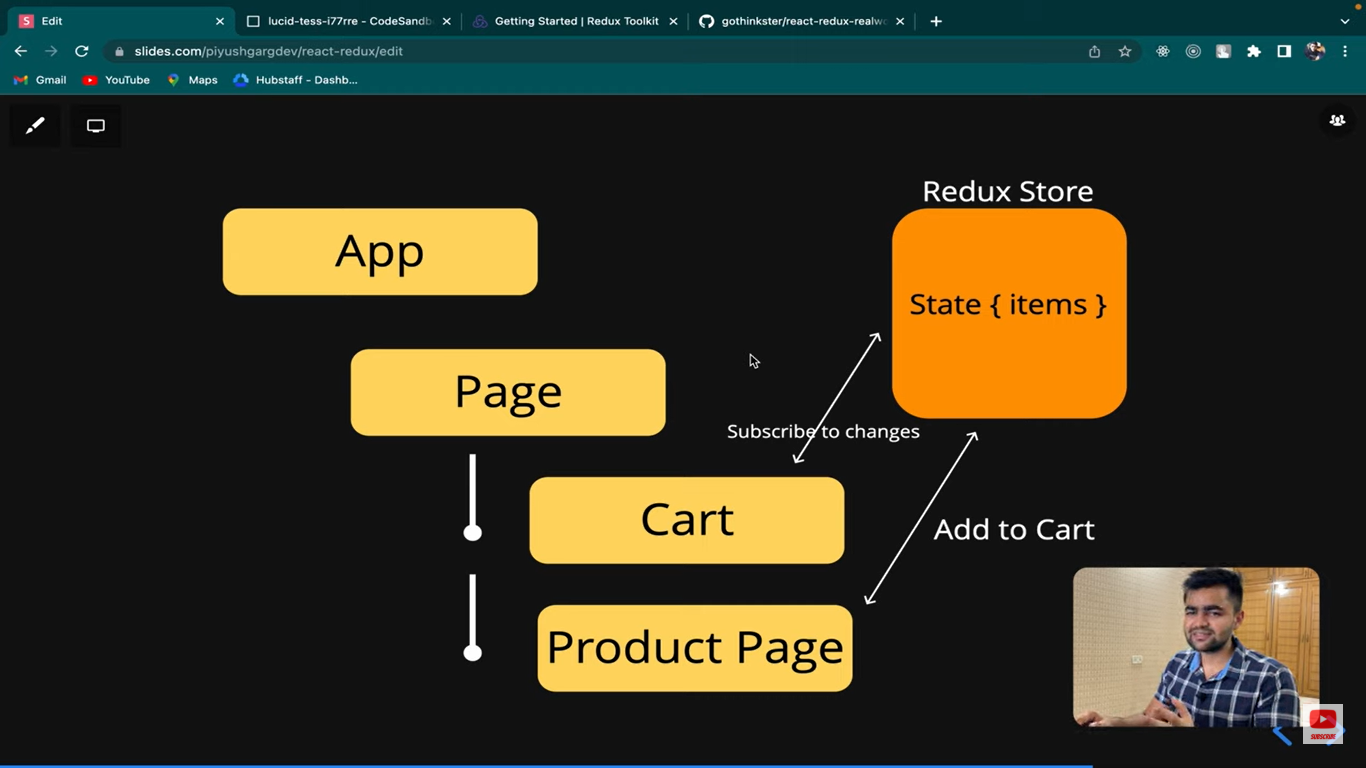 Edit
lucid-tess-i77rre - CodeSandb
Getting Started | Redux Toolkit
gothinkster/react-redux-realw
slides.com/piyushgargdev/react-redux/edit
Gmail
YouTube
Maps
Hubstaff - Dashb...
Redux Store
App
State { items }
Page
Subscribe to changes
Cart
Add to Cart
Product Page
SUBSCRIBE